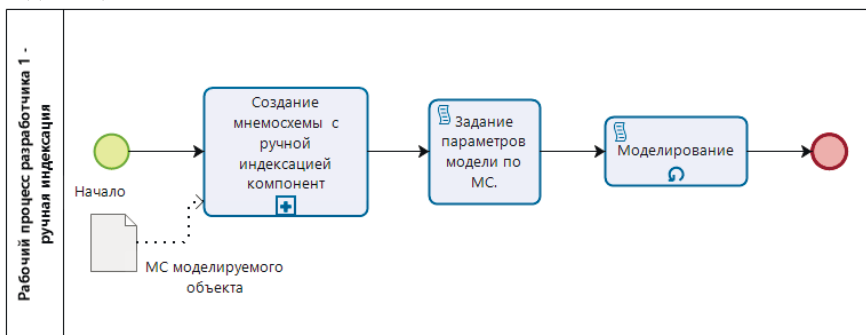 Рабочий процесс разработчика 1 -
ручная индексация
Начало
Создание
мнемосхемы с
ручной
индексацией
компонент
МС моделируемого
объекта
Задание
параметров
модели по
МС.
Моделирование